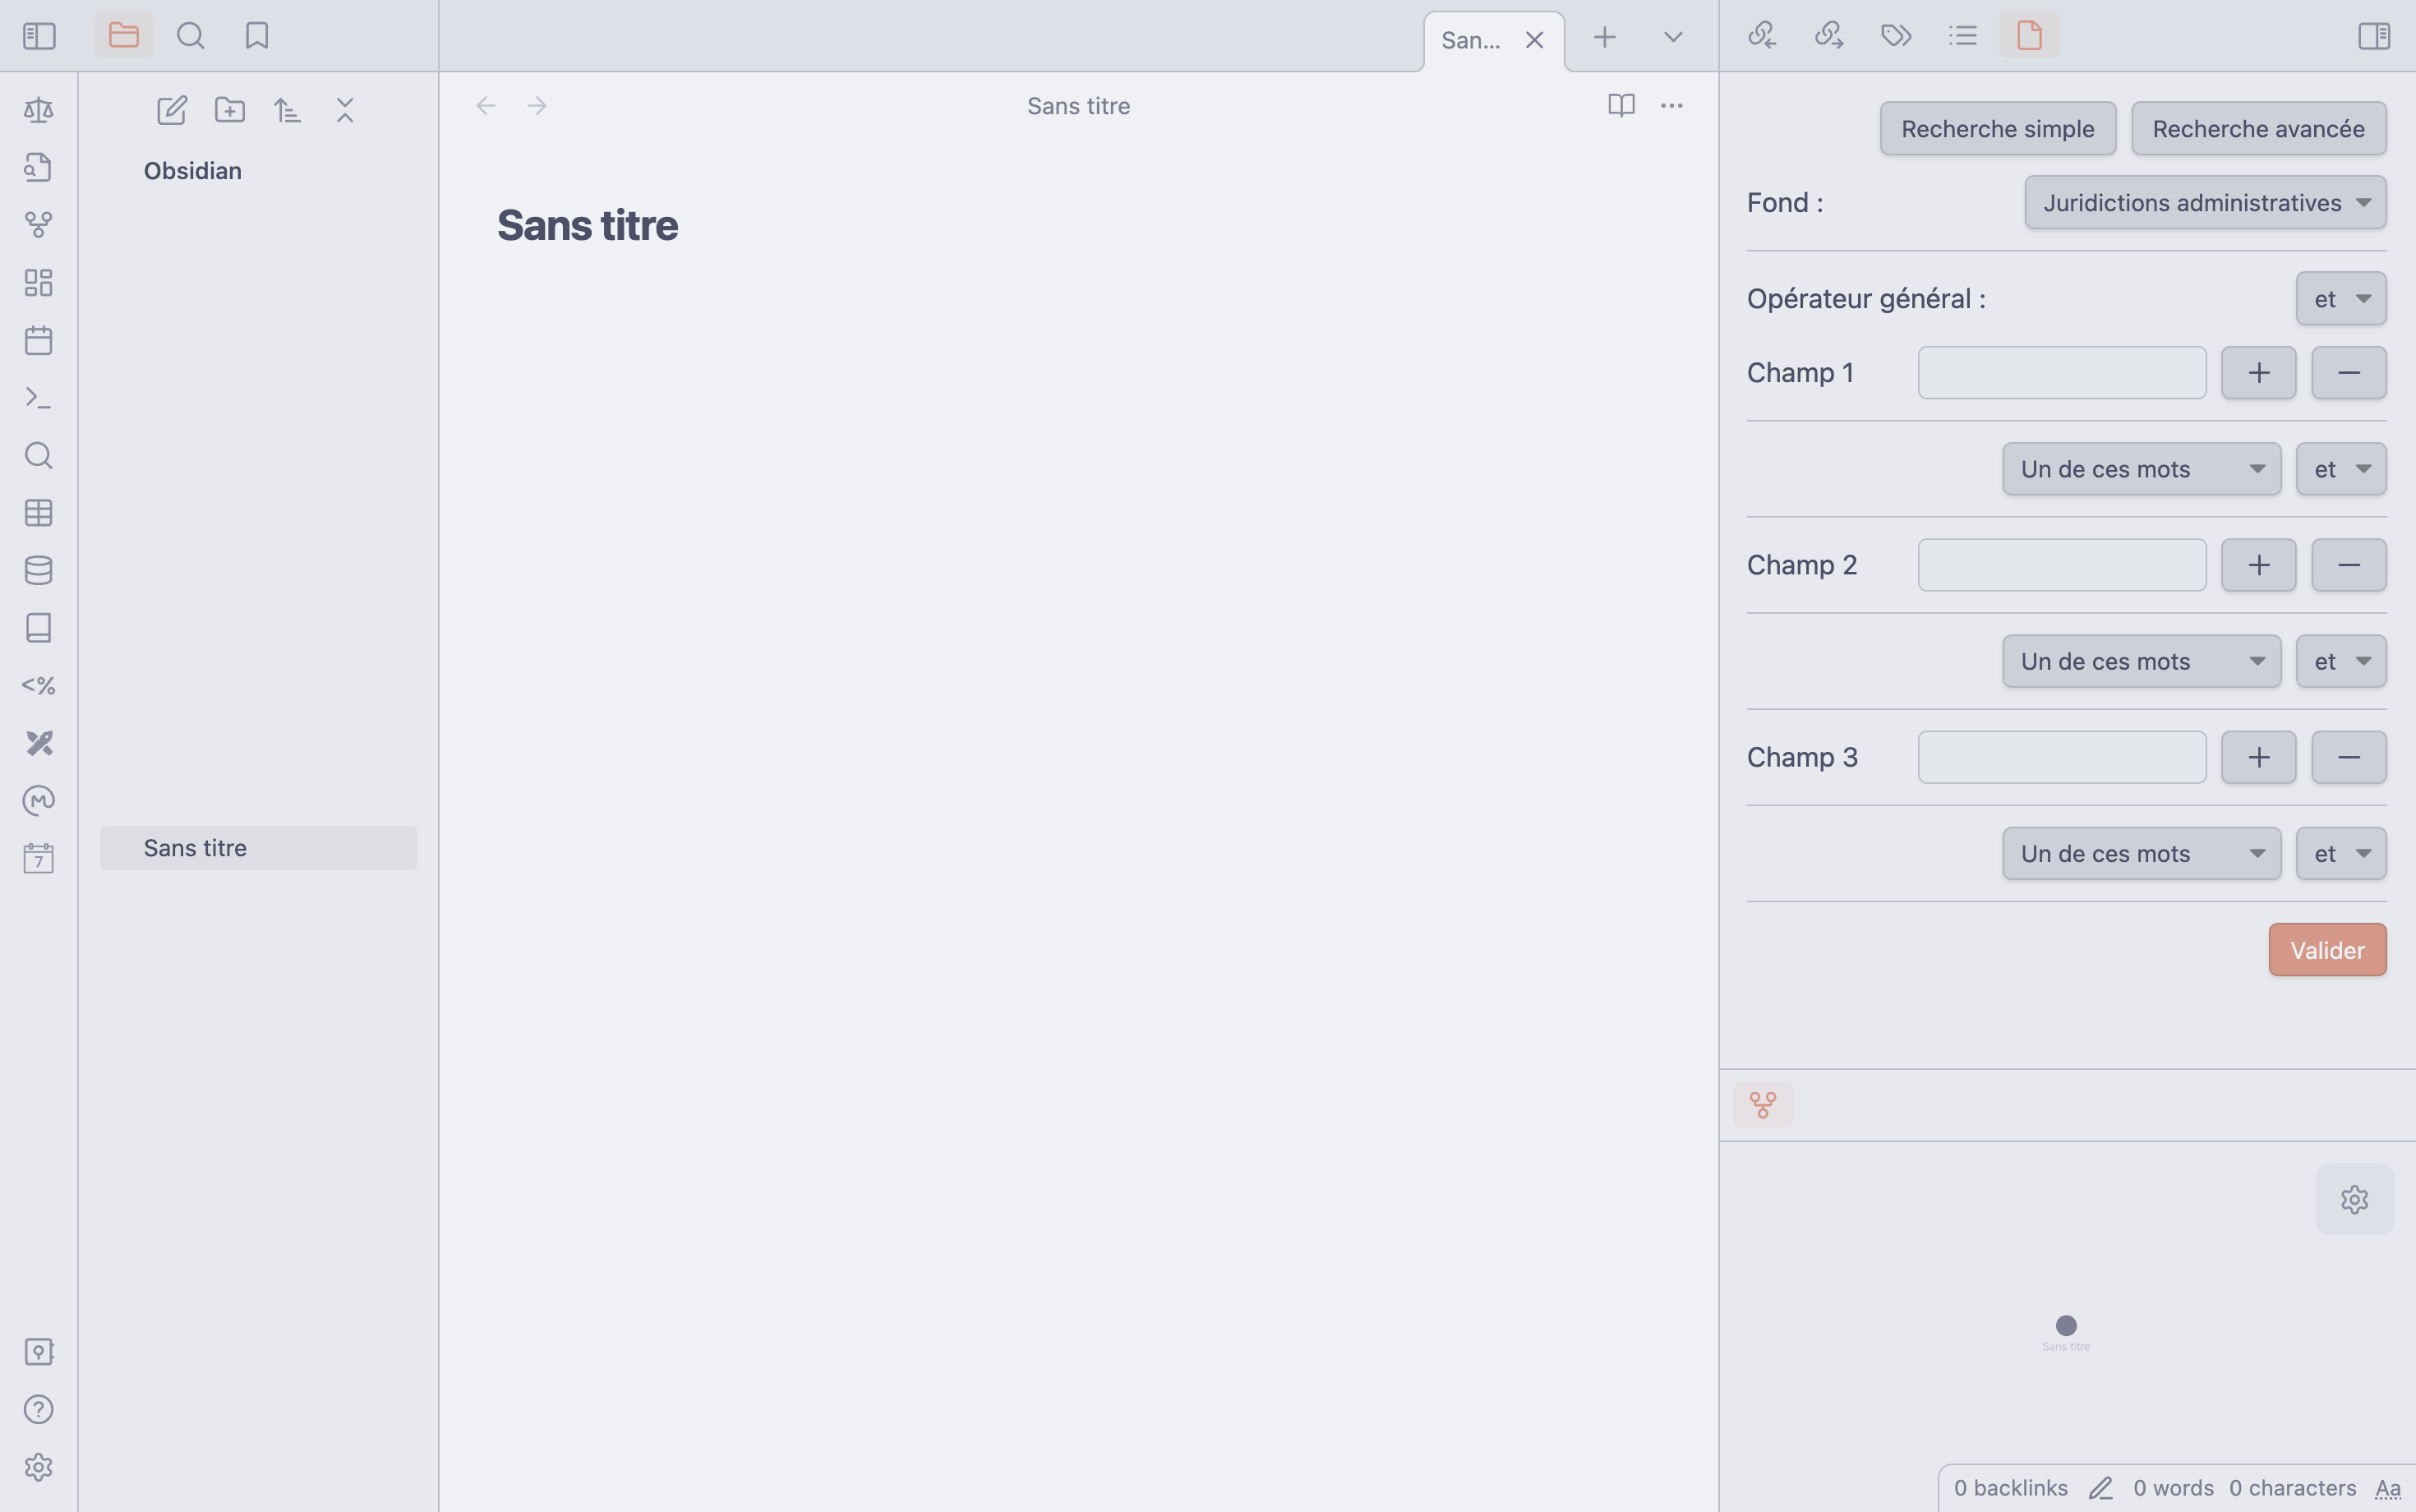 San...
Sans titre
Obsidian
Sans titre
<%
7
Sans titre
Recherche simple Recherche avancée
Fond : Juridictions administratives
Opérateur général : et
Champ 1
Un de ces mots et
Champ 2
Un de ces mots et
Champ 3
Un de ces mots et
Valider
Sans titre
0 backlinks 0 words 0 characters Aa